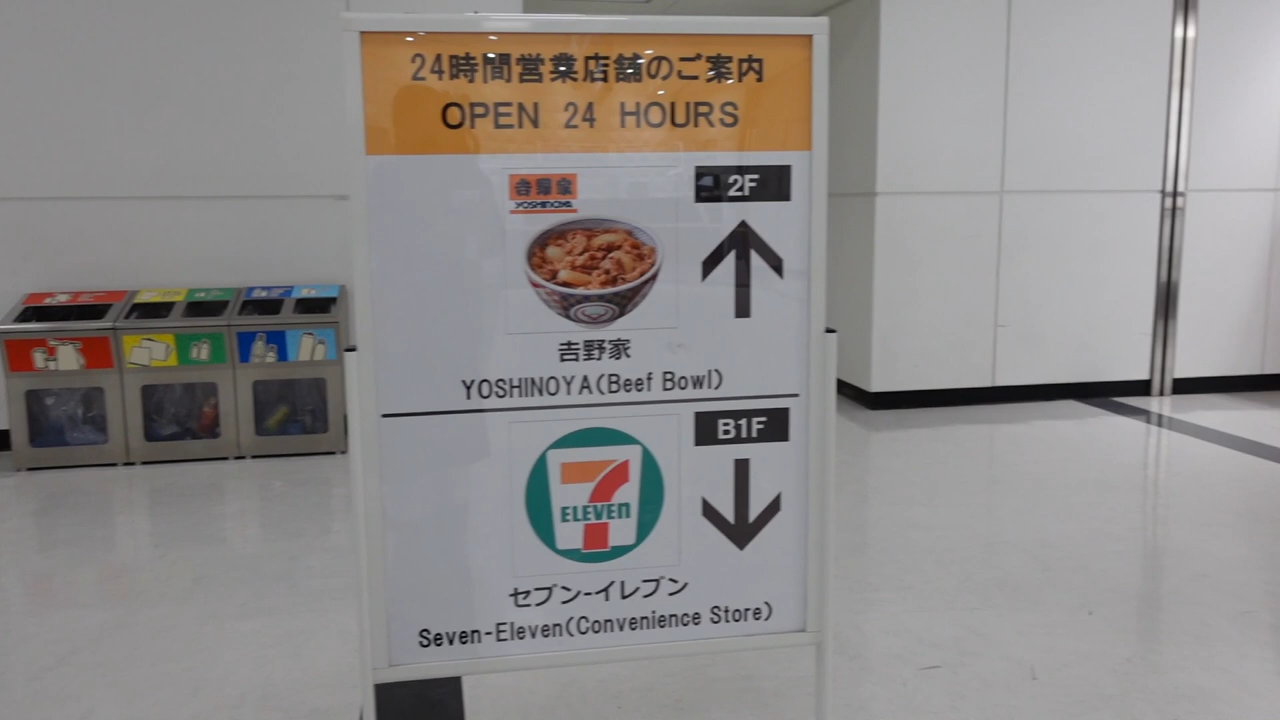 24時間営業店舗のご案内
OPEN 24 HOURS
吉野家
YOSHINOYA
2F
𠮷野家
YOSHINOYA(Beef Bowl)
B1F
7
ELEVEn
セブン-イレブン
Seven-Eleven(Convenience Store)